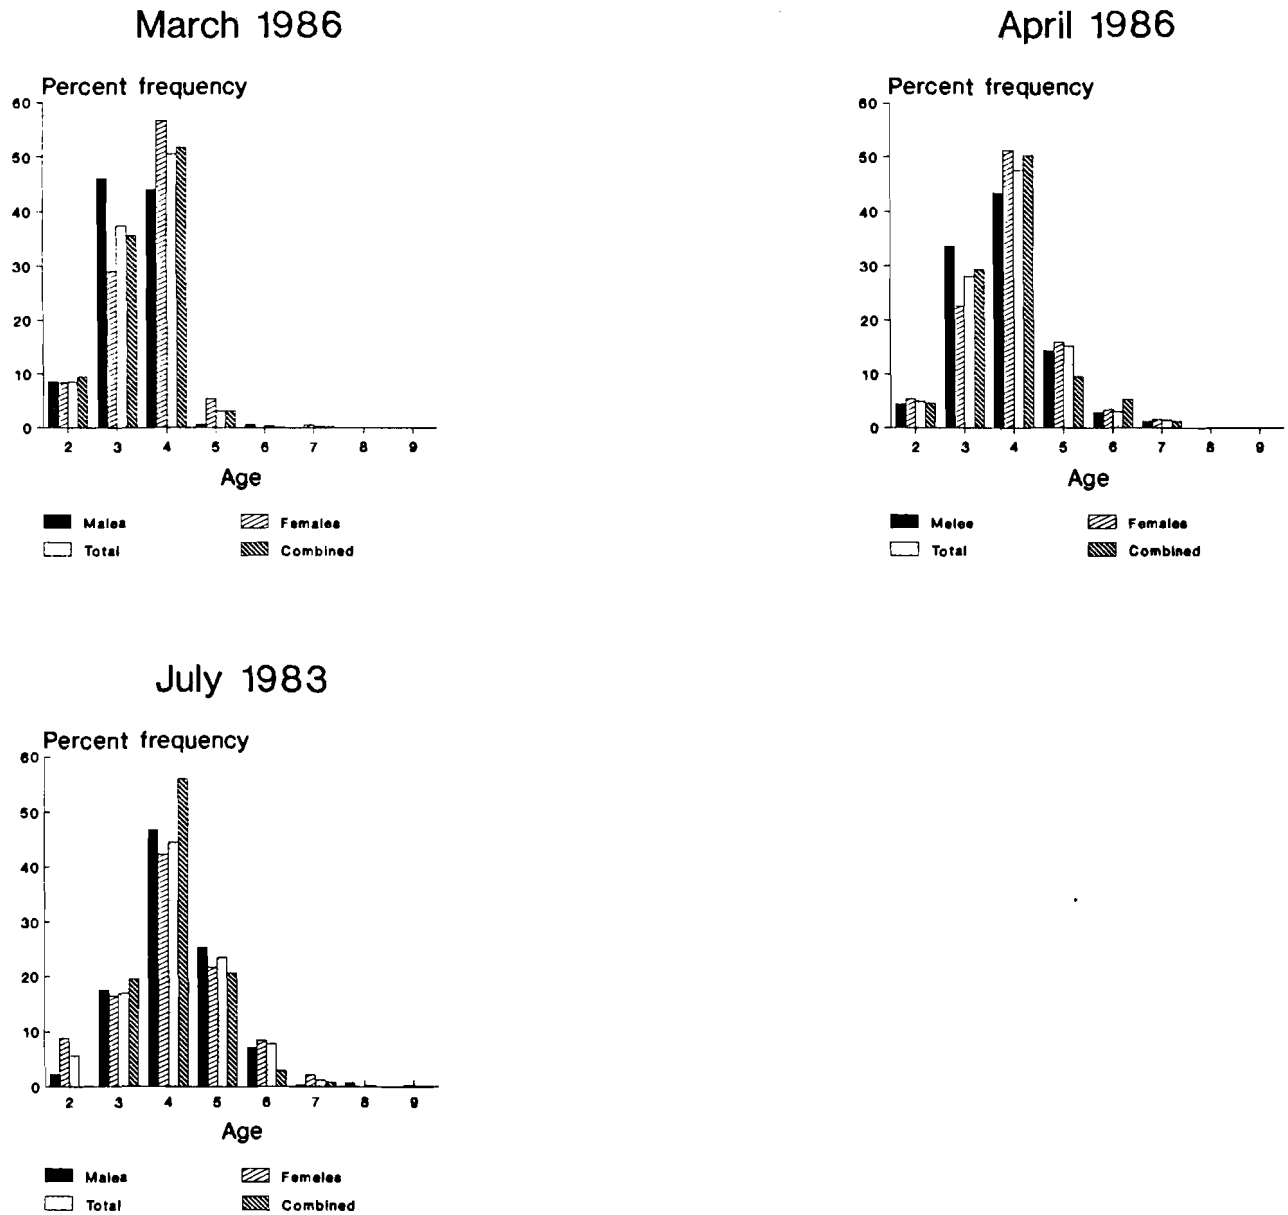 March 1986
Percent frequency
60
50
40
30
20
10
0
2 3 4 5 6 7 8 9
Age
Males Females
Total Combined
April 1986
Percent frequency
60
50
40
30
20
10
0
2 3 4 5 6 7 8 9
Age
Males Females
Total Combined
July 1983
Percent frequency
60
50
40
30
20
10
0
2 3 4 5 6 7 8 9
Age
Males Females
Total Combined